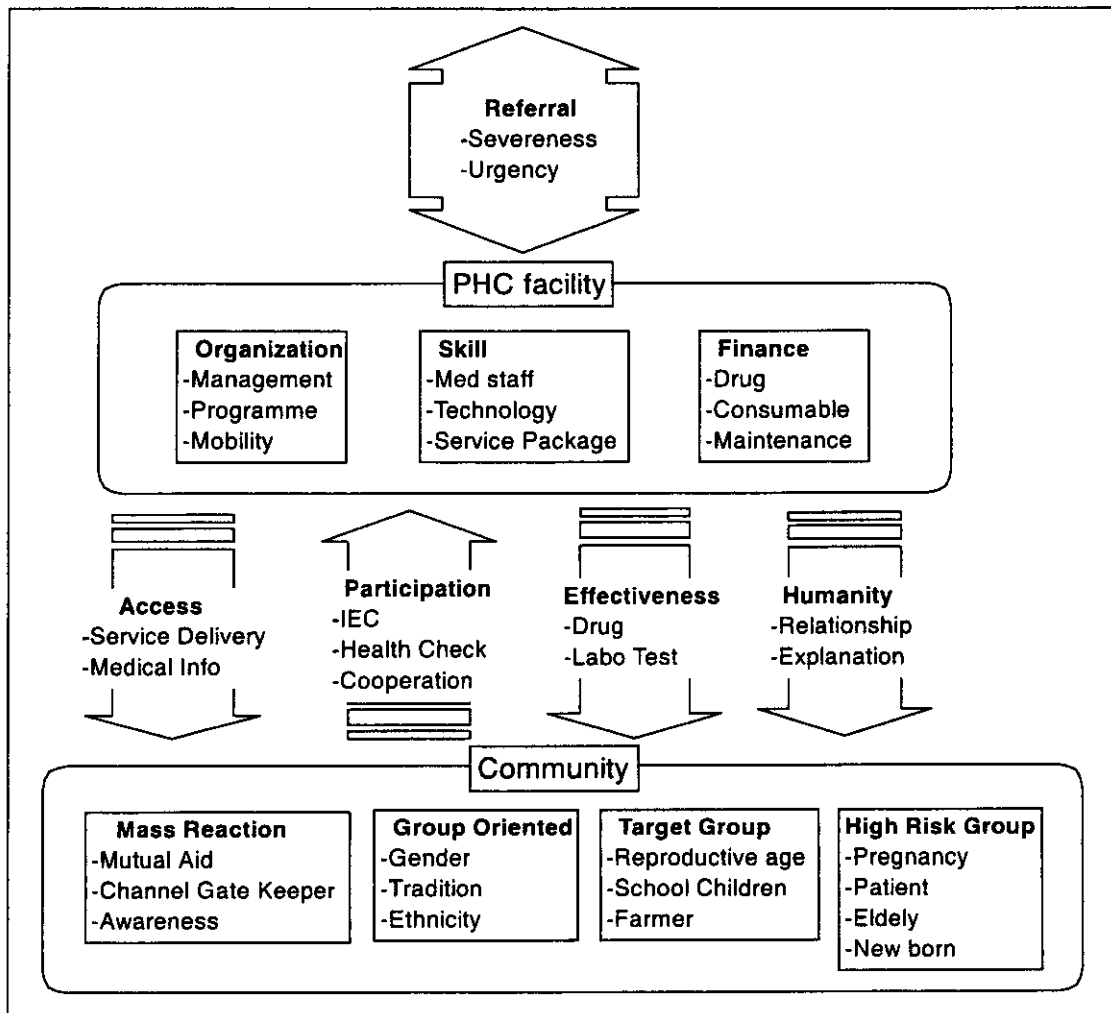 Referral
-Severeness
-Urgency
PHC facility
Organization
-Management
-Programme
-Mobility
Skill
-Med staff
-Technology
-Service Package
Finance
-Drug
-Consumable
-Maintenance
Access
-Service Delivery
-Medical Info
Participation
-IEC
-Health Check
-Cooperation
Effectiveness
-Drug
-Labo Test
Humanity
-Relationship
-Explanation
Community
Mass Reaction
-Mutual Aid
-Channel Gate Keeper
-Awareness
Group Oriented
-Gender
-Tradition
-Ethnicity
Target Group
-Reproductive age
-School Children
-Farmer
High Risk Group
-Pregnancy
-Patient
-Eldely
-New born